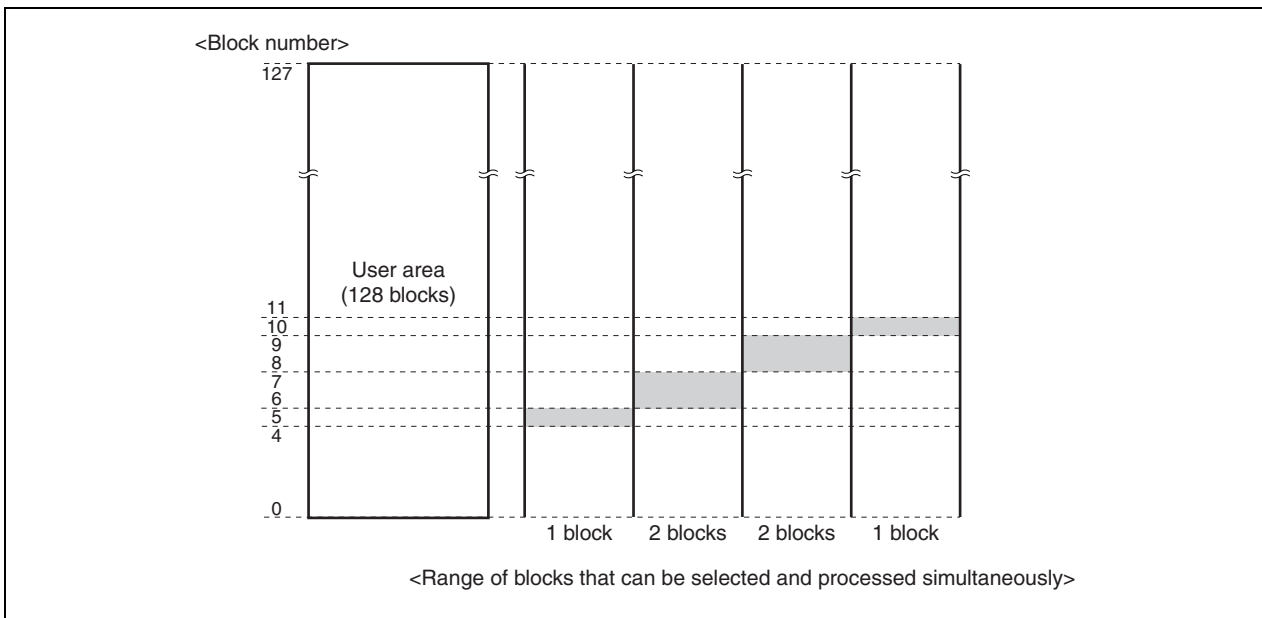 <Block number>
127
User area
(128 blocks)
11
10
9
8
7
6
5
4
0
1 block 2 blocks 2 blocks 1 block
<Range of blocks that can be selected and processed simultaneously>